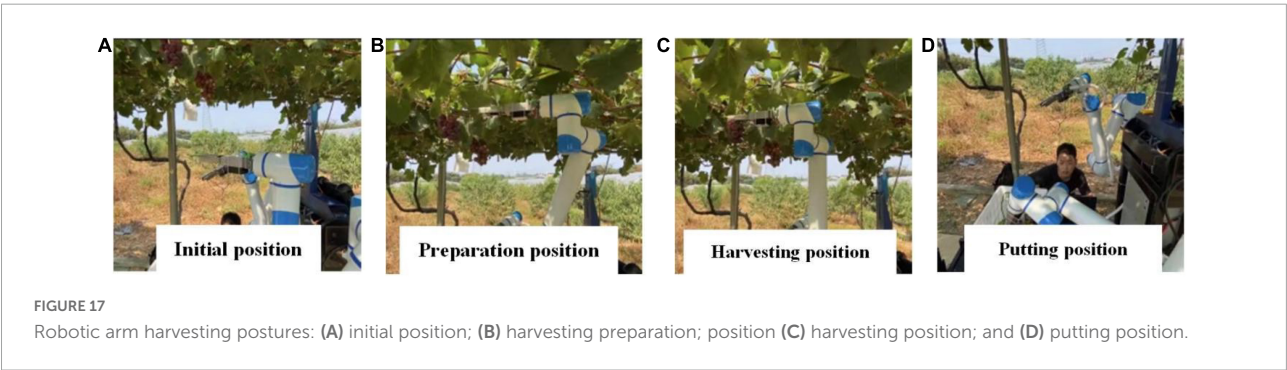 A
B
C
D
Initial position
Preparation position
Harvesting position
Putting position
FIGURE 17
Robotic arm harvesting postures: (A) initial position; (B) harvesting preparation; position (C) harvesting position; and (D) putting position.